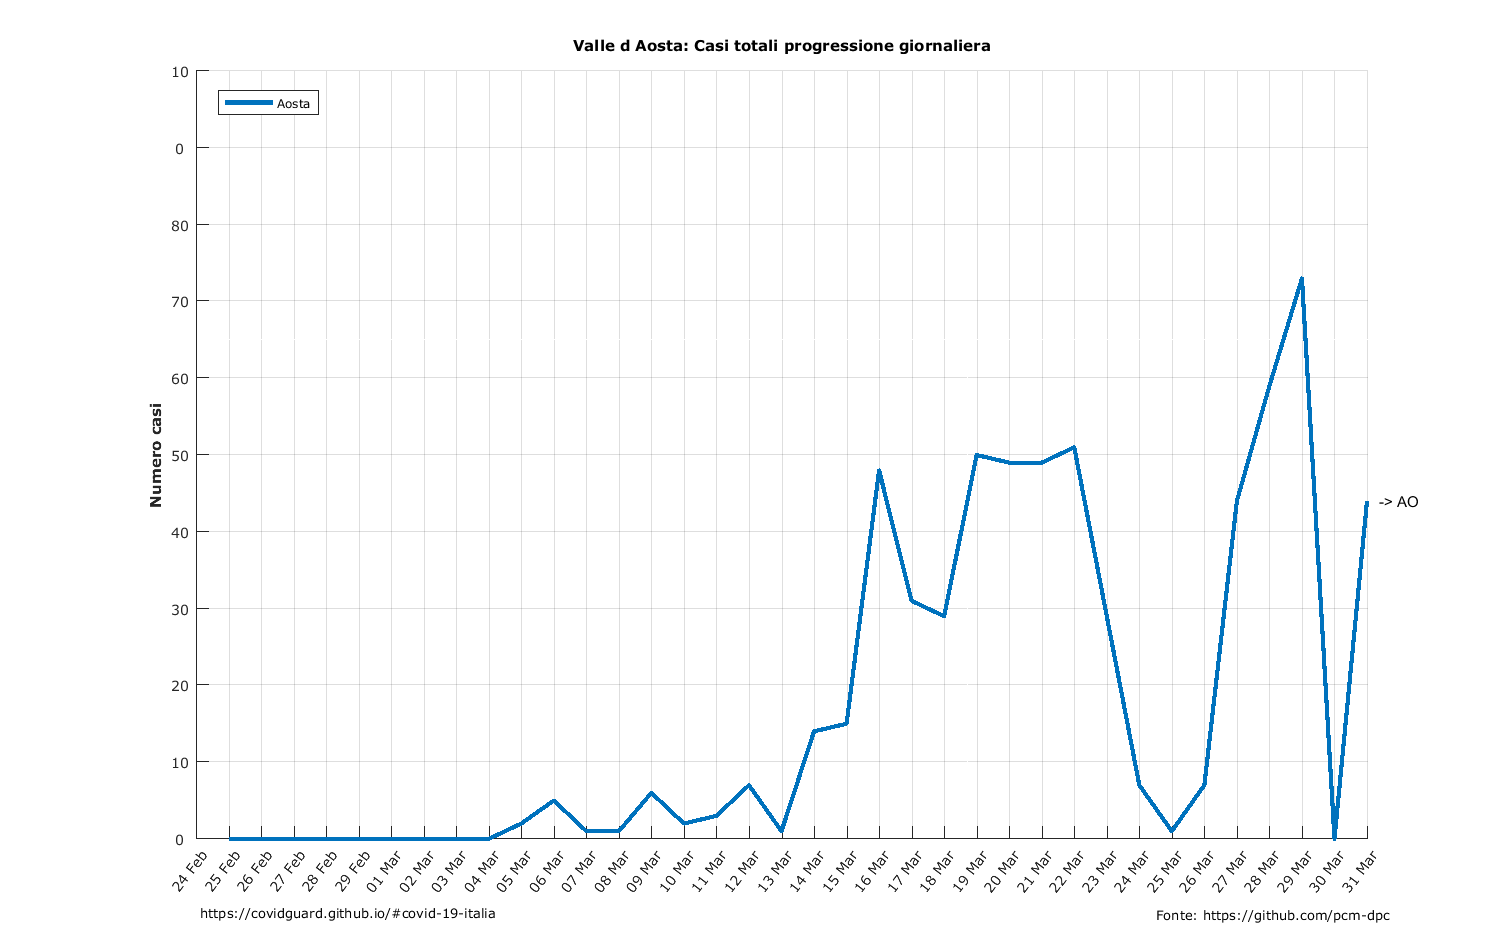 Valle d Aosta: Casi totali progressione giornaliera
Aosta
10
0
80
70
60
50
40
30
20
10
0
Numero casi
-> AO
24 Feb
25 Feb
26 Feb
27 Feb
28 Feb
29 Feb
01 Mar
02 Mar
03 Mar
04 Mar
05 Mar
06 Mar
07 Mar
08 Mar
09 Mar
10 Mar
11 Mar
12 Mar
13 Mar
14 Mar
15 Mar
16 Mar
17 Mar
18 Mar
19 Mar
20 Mar
21 Mar
22 Mar
23 Mar
24 Mar
25 Mar
26 Mar
27 Mar
28 Mar
29 Mar
30 Mar
31 Mar
https://covidguard.github.io/#covid-19-italia
Fonte: https://github.com/pcm-dpc